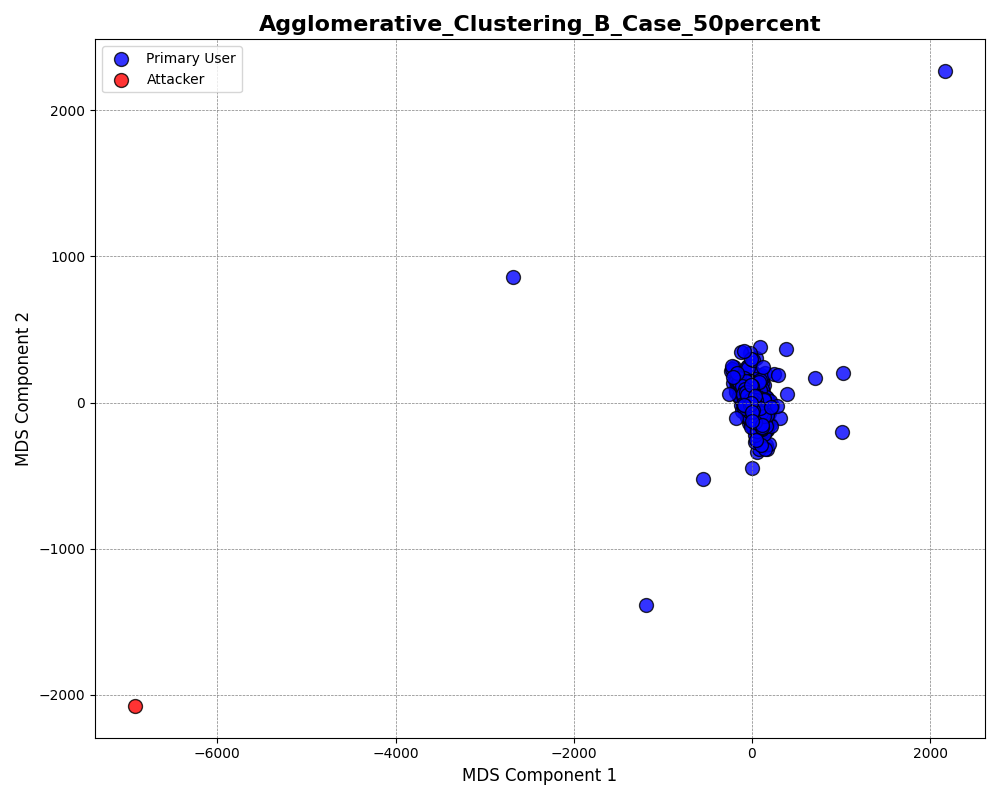 Agglomerative_Clustering_B_Case_50percent
Primary User
Attacker
2000
1000
0
−1000
−2000
MDS Component 2
−6000
−4000
−2000
0
2000
MDS Component 1